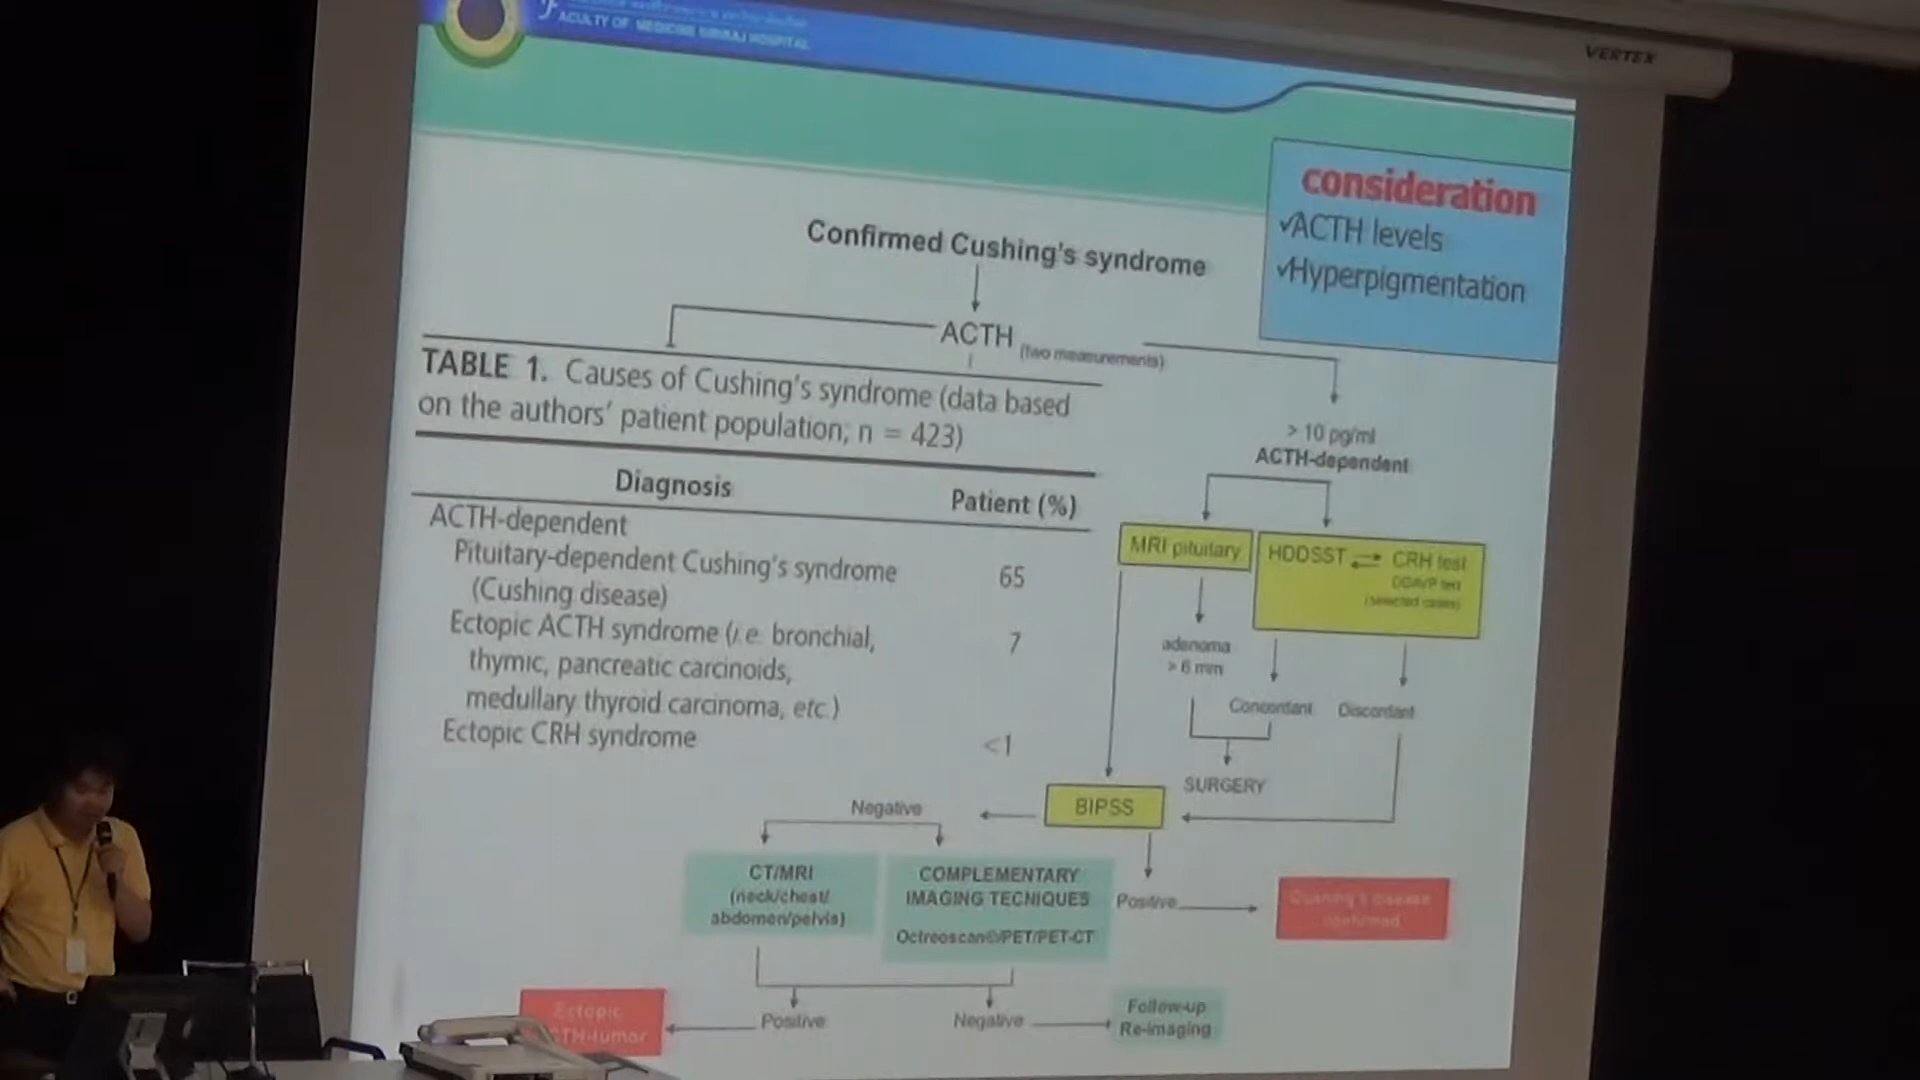 ACULTY OF MEDICINE SIRIRAJ HOSPITAL
VERTEX
consideration
✓ACTH levels
✓Hyperpigmentation
Confirmed Cushing's syndrome
ACTH (two measurements)
TABLE 1. Causes of Cushing's syndrome (data based
on the authors' patient population; n = 423)
Diagnosis Patient (%)
ACTH-dependent
Pituitary-dependent Cushing's syndrome 65
(Cushing disease)
Ectopic ACTH syndrome (i.e. bronchial, 7
thymic, pancreatic carcinoids,
medullary thyroid carcinoma, etc.)
Ectopic CRH syndrome <1
> 10 pg/ml
ACTH-dependent
MRI pituitary
HDDSST CRH test
DDAVP test
(selected cases)
adenoma
> 6 mm
Concordant Discordant
SURGERY
BIPSS
Negative
CT/MRI
(neck/chest/
abdomen/pelvis)
COMPLEMENTARY
IMAGING TECNIQUES
Octreoscan©/PET/PET-CT
Positive
Cushing's disease
confirmed
Ectopic
CTH-tumor
Positive
Negative
Follow-up
Re-imaging